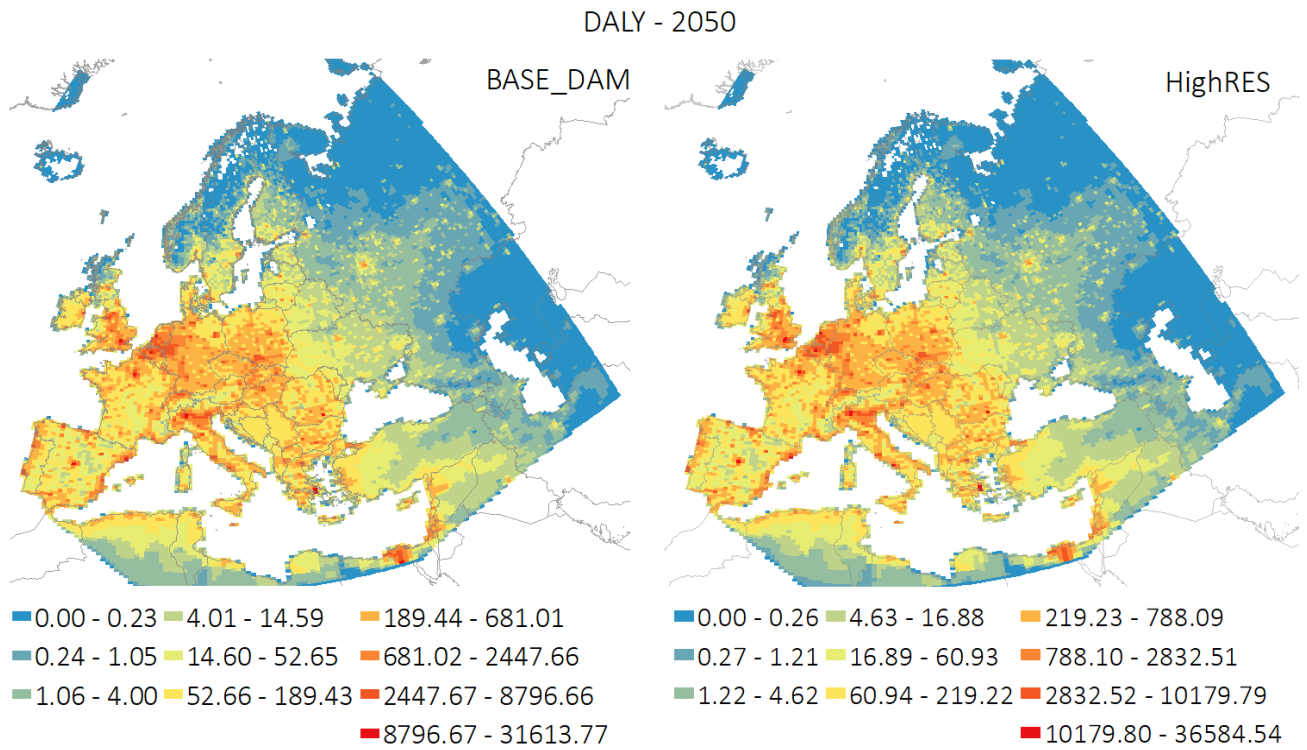 DALY - 2050
BASE_DAM
HighRES
0.00 - 0.23 4.01 - 14.59 189.44 - 681.01
0.24 - 1.05 14.60 - 52.65 681.02 - 2447.66
1.06 - 4.00 52.66 - 189.43 2447.67 - 8796.66
8796.67 - 31613.77
0.00 - 0.26 4.63 - 16.88 219.23 - 788.09
0.27 - 1.21 16.89 - 60.93 788.10 - 2832.51
1.22 - 4.62 60.94 - 219.22 2832.52 - 10179.79
10179.80 - 36584.54